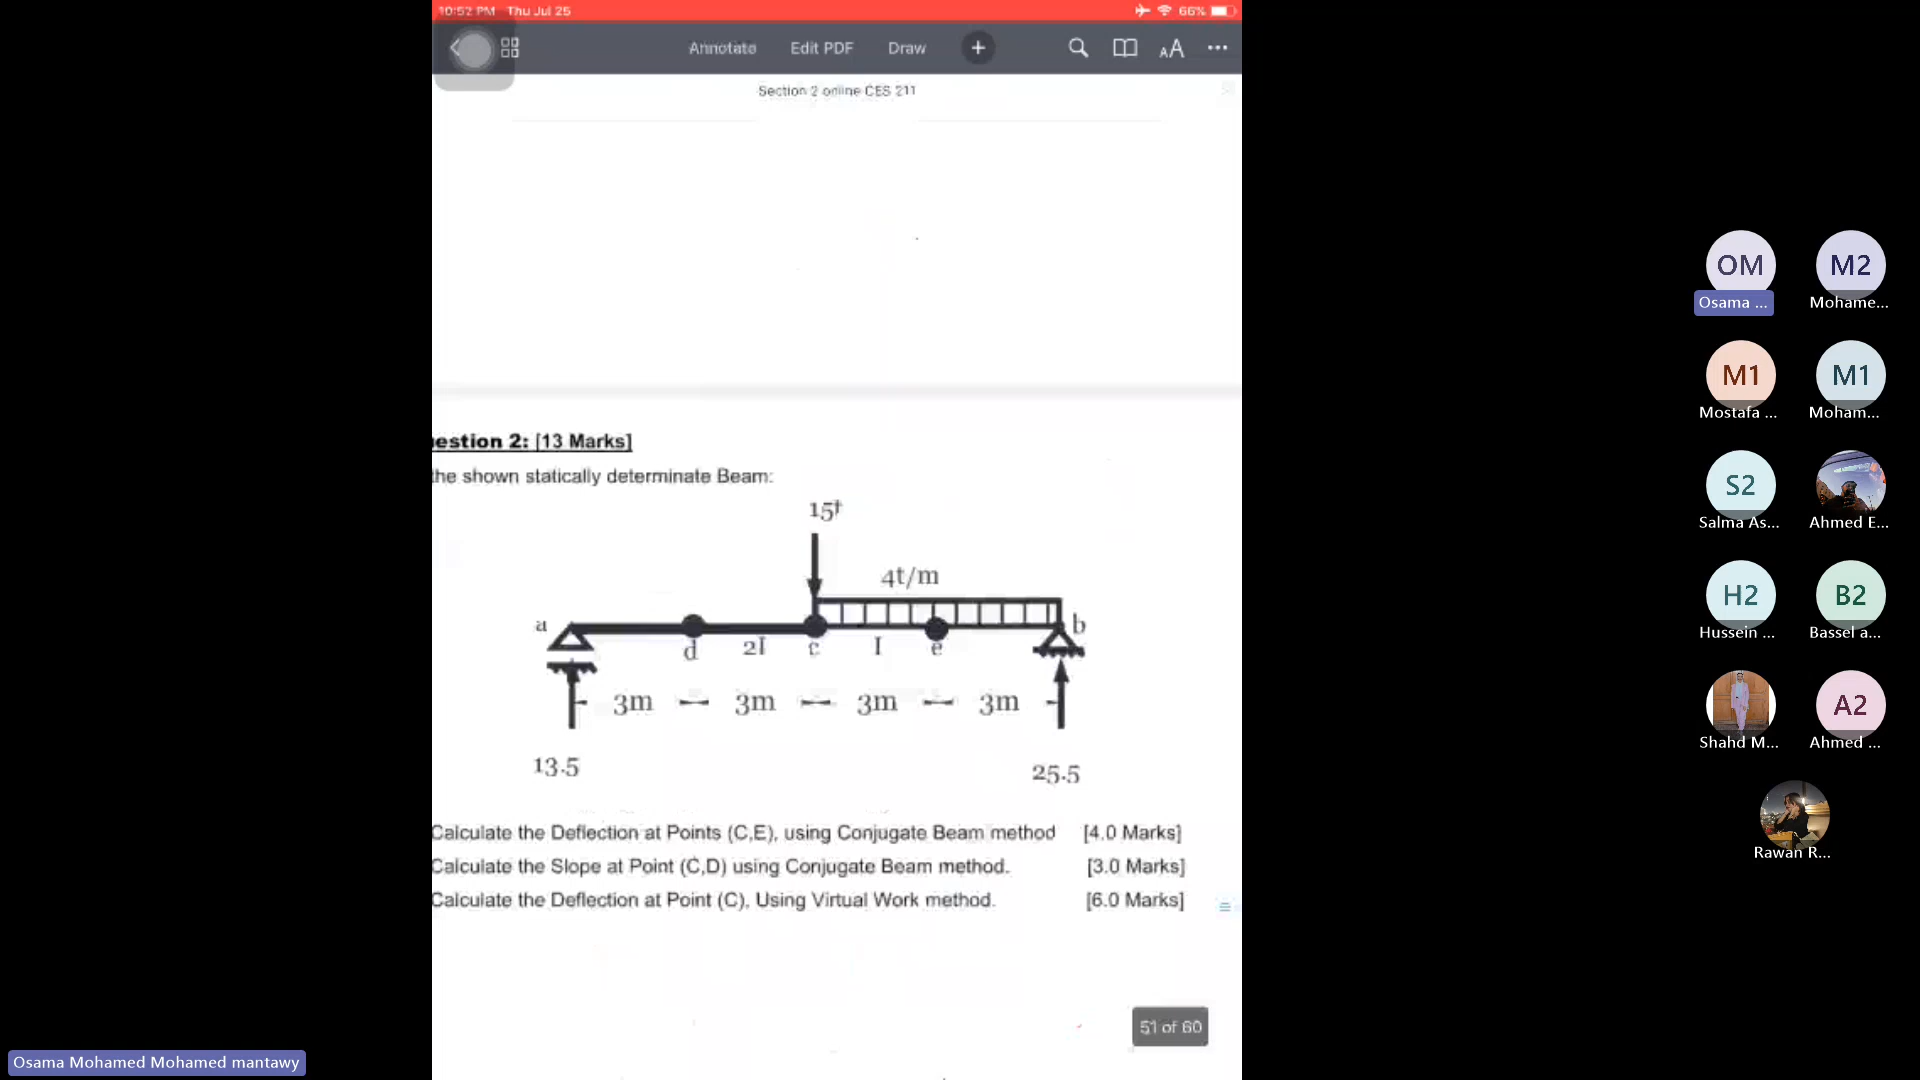 10:52 PM Thu Jul 25
66%
Annotate Edit PDF Draw + AA
Section 2 online CES 211
estion 2: [13 Marks]
the shown statically determinate Beam:
15t
4t/m
a b
d 2I c I e
3m 3m 3m 3m
13.5 25.5
Calculate the Deflection at Points (C,E), using Conjugate Beam method [4.0 Marks]
Calculate the Slope at Point (C,D) using Conjugate Beam method. [3.0 Marks]
Calculate the Deflection at Point (C), Using Virtual Work method. [6.0 Marks]
51 of 60
OM M2
Osama ... Mohame...
M1 M1
Mostafa ... Moham...
S2
Salma As... Ahmed E...
H2 B2
Hussein ... Bassel a...
A2
Shahd M... Ahmed ...
Rawan R...
Osama Mohamed Mohamed mantawy